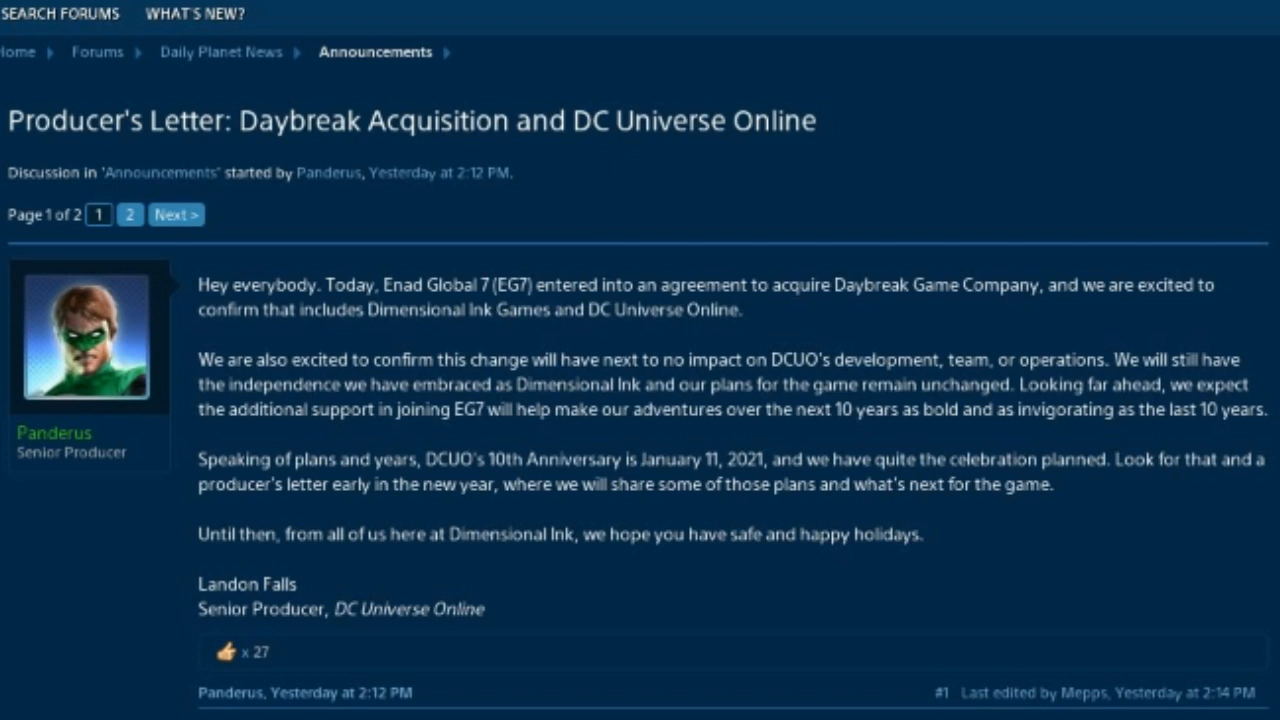 SEARCH FORUMS WHAT'S NEW?
Home Forums Daily Planet News Announcements
Producer's Letter: Daybreak Acquisition and DC Universe Online
Discussion in 'Announcements' started by Panderus, Yesterday at 2:12 PM.
Page 1 of 2 1 2 Next >
Hey everybody. Today, Enad Global 7 (EG7) entered into an agreement to acquire Daybreak Game Company, and we are excited to
confirm that includes Dimensional Ink Games and DC Universe Online.
We are also excited to confirm this change will have next to no impact on DCUO's development, team, or operations. We will still have
the independence we have embraced as Dimensional Ink and our plans for the game remain unchanged. Looking far ahead, we expect
the additional support in joining EG7 will help make our adventures over the next 10 years as bold and as invigorating as the last 10 years.
Panderus
Senior Producer
Speaking of plans and years, DCUO's 10th Anniversary is January 11, 2021, and we have quite the celebration planned. Look for that and a
producer's letter early in the new year, where we will share some of those plans and what's next for the game.
Until then, from all of us here at Dimensional Ink, we hope you have safe and happy holidays.
Landon Falls
Senior Producer, DC Universe Online
x 27
Panderus, Yesterday at 2:12 PM #1 Last edited by Mepps, Yesterday at 2:14 PM